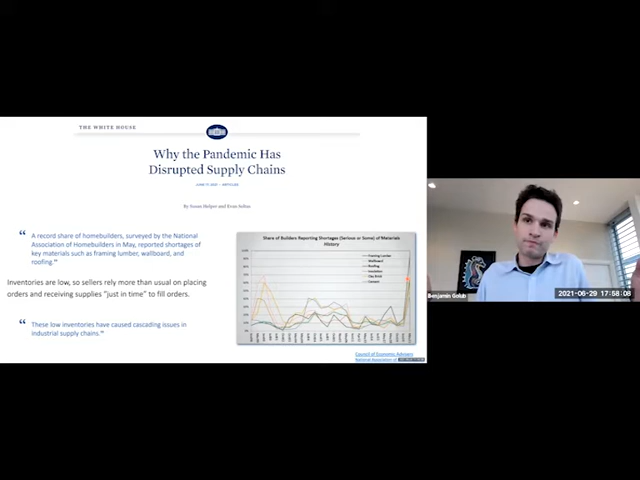 THE WHITE HOUSE
Why the Pandemic Has
Disrupted Supply Chains
JUNE 17, 2021 • ARTICLES
By Susan Helper and Evan Soltas
“ A record share of homebuilders, surveyed by the National
Association of Homebuilders in May, reported shortages of
key materials such as framing lumber, wallboard, and
roofing.”
Inventories are low, so sellers rely more than usual on placing
orders and receiving supplies “just in time” to fill orders.
“ These low inventories have caused cascading issues in
industrial supply chains.”
Share of Builders Reporting Shortages (Serious or Some) of Materials
History
Framing Lumber
Wallboard
Roofing
Insulation
Clay Brick
Cement
Council of Economic Advisers
National Association of
Benjamin Golub
2021-06-29 17:58:08